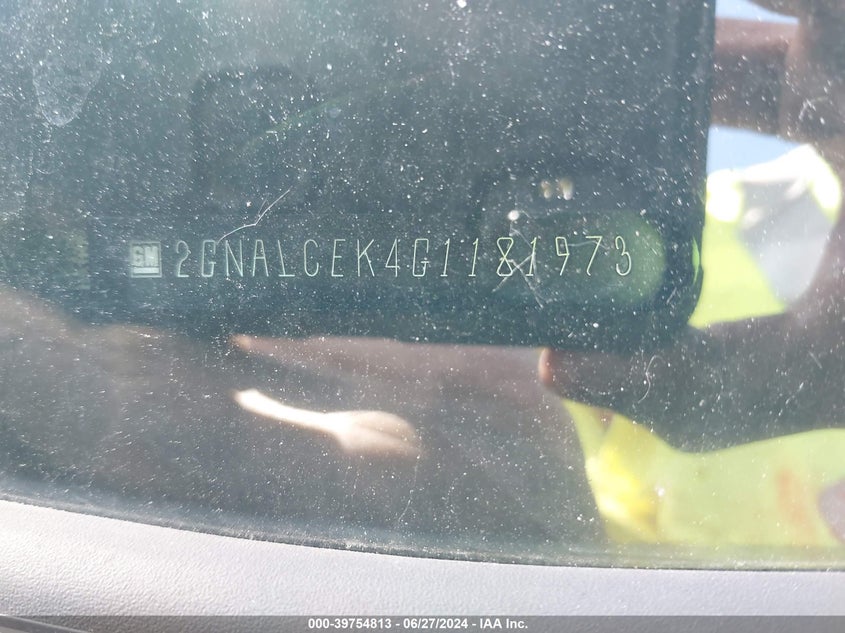 GM 2GNALCEK4G1181973
000-39754813 - 06/27/2024 - IAA Inc.